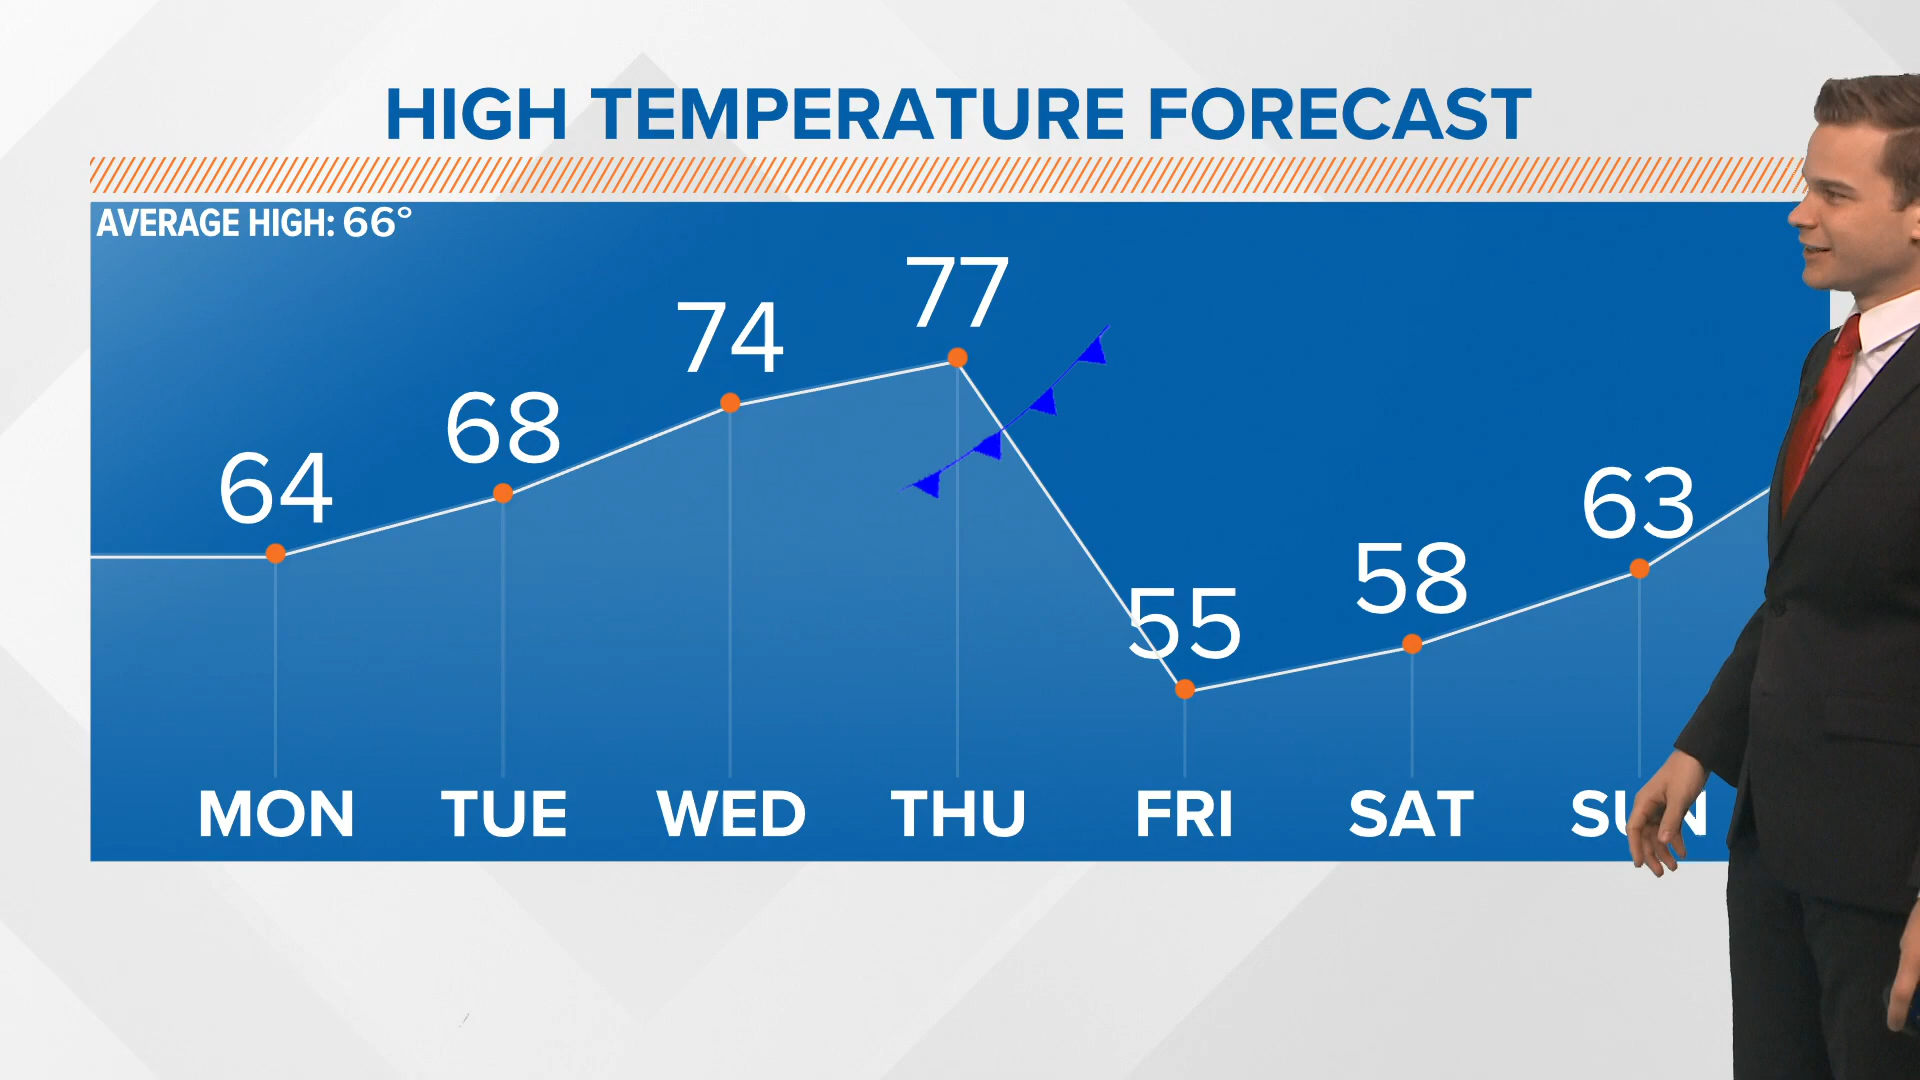 HIGH TEMPERATURE FORECAST
AVERAGE HIGH: 66°
64
68
74
77
55
58
63
MON
TUE
WED
THU
FRI
SAT
SUN